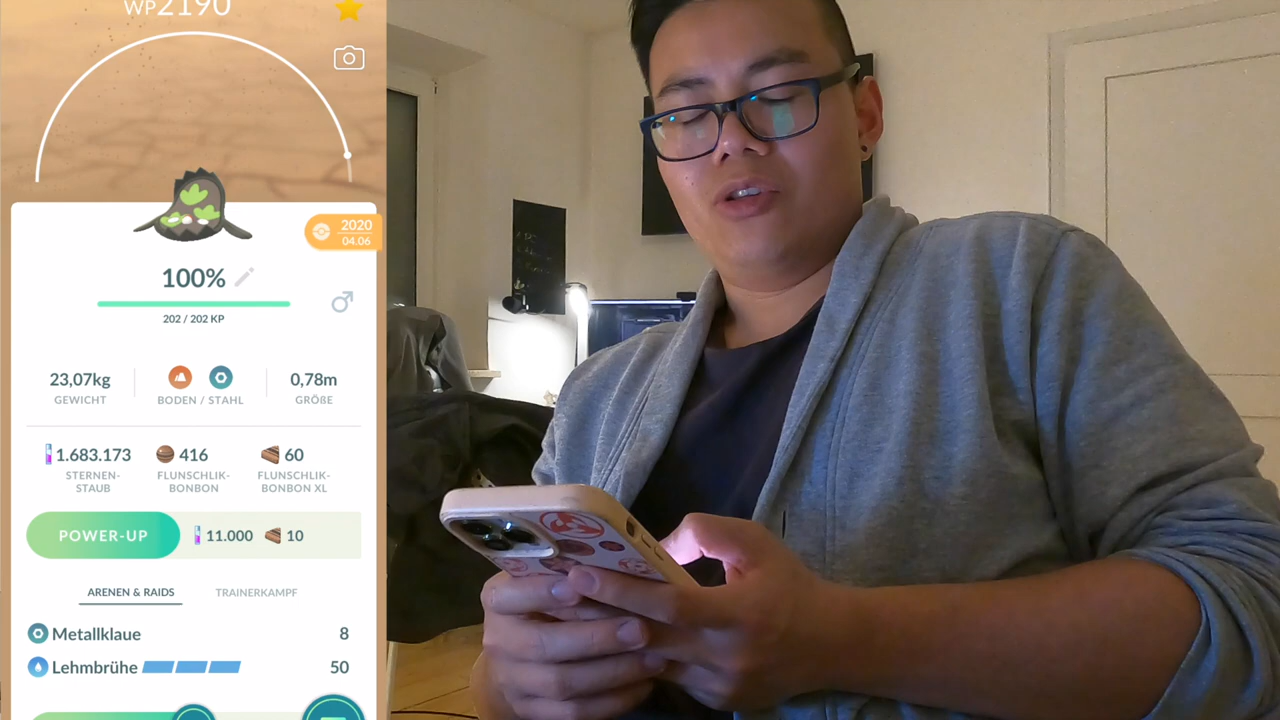 WP2190
2020
04.06
100%
202 / 202 KP
23,07kg
GEWICHT
BODEN / STAHL
0,78m
GRÖßE
1.683.173
STERNEN-
STAUB
416
FLUNSCHLIK-
BONBON
60
FLUNSCHLIK-
BONBON XL
POWER-UP
11.000
10
ARENEN & RAIDS
TRAINERKAMPF
Metallklaue
8
Lehmbrühe
50